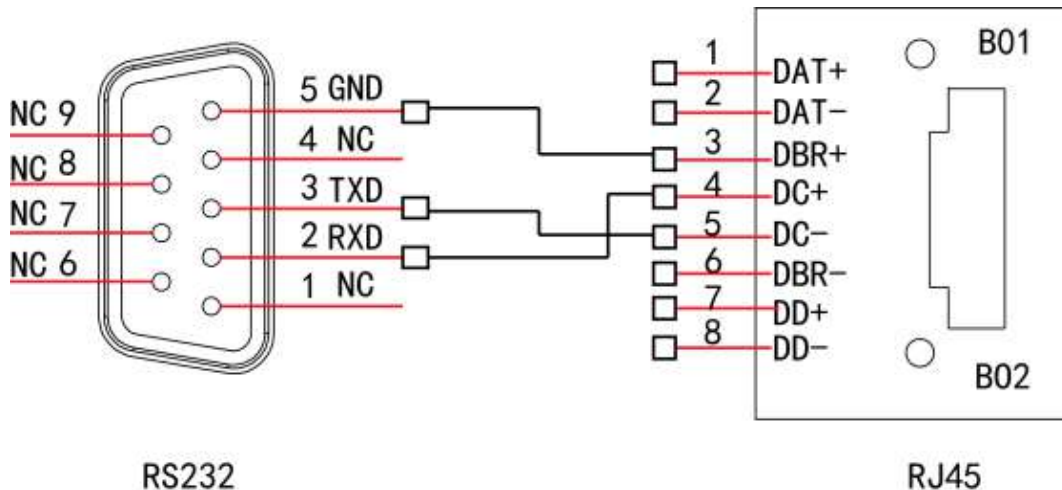 NC 9
NC 8
NC 7
NC 6
5 GND
4 NC
3 TXD
2 RXD
1 NC
1 DAT+
2 DAT-
3 DBR+
4 DC+
5 DC-
6 DBR-
7 DD+
8 DD-
B01
B02
RS232
RJ45